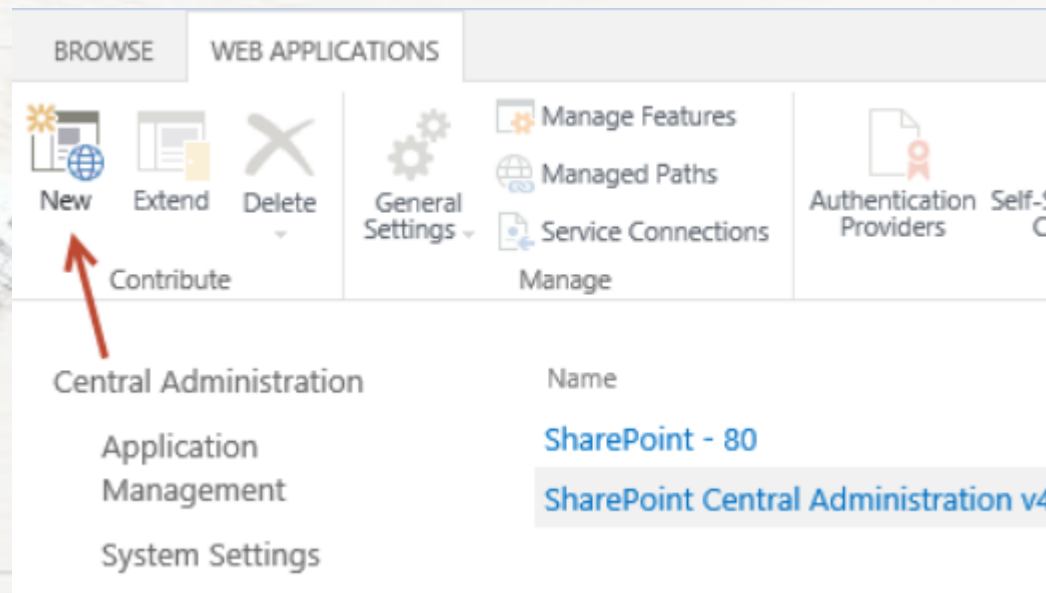 BROWSE
WEB APPLICATIONS
New
Extend
Delete
General
Settings
Manage Features
Managed Paths
Service Connections
Authentication
Providers
Contribute
Manage
Central Administration
Application
Management
System Settings
Name
SharePoint - 80
SharePoint Central Administration v4